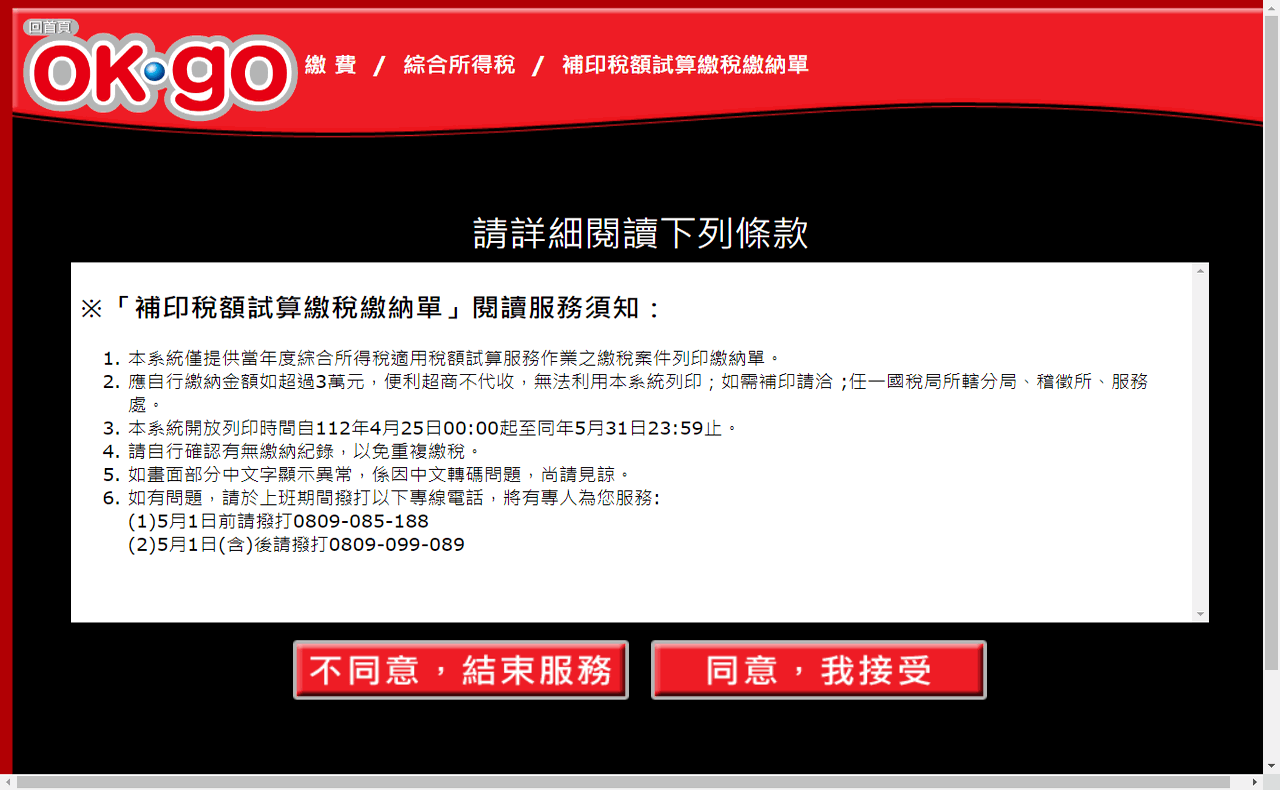 回首頁
OK·go
繳 費 / 綜合所得稅 / 補印稅額試算繳稅繳納單
請詳細閱讀下列條款
※「補印稅額試算繳稅繳納單」閱讀服務須知：
1. 本系統僅提供當年度綜合所得稅適用稅額試算服務作業之繳稅案件列印繳納單。
2. 應自行繳納金額如超過3萬元，便利超商不代收，無法利用本系統列印；如需補印請洽 ;任一國稅局所轄分局、稽徵所、服務
處。
3. 本系統開放列印時間自112年4月25日00:00起至同年5月31日23:59止。
4. 請自行確認有無繳納紀錄，以免重複繳稅。
5. 如畫面部分中文字顯示異常，係因中文轉碼問題，尚請見諒。
6. 如有問題，請於上班期間撥打以下專線電話，將有專人為您服務:
(1)5月1日前請撥打0809-085-188
(2)5月1日(含)後請撥打0809-099-089
不同意，結束服務
同意，我接受